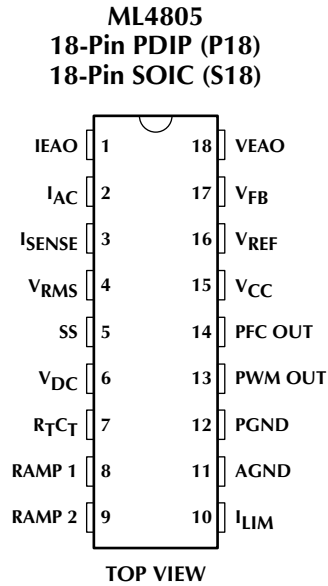 ML4805
18-Pin PDIP (P18)
18-Pin SOIC (S18)
IEAO 1 18 VEAO
IAC 2 17 VFB
ISENSE 3 16 VREF
VRMS 4 15 VCC
SS 5 14 PFC OUT
VDC 6 13 PWM OUT
RTCT 7 12 PGND
RAMP 1 8 11 AGND
RAMP 2 9 10 ILIM
TOP VIEW